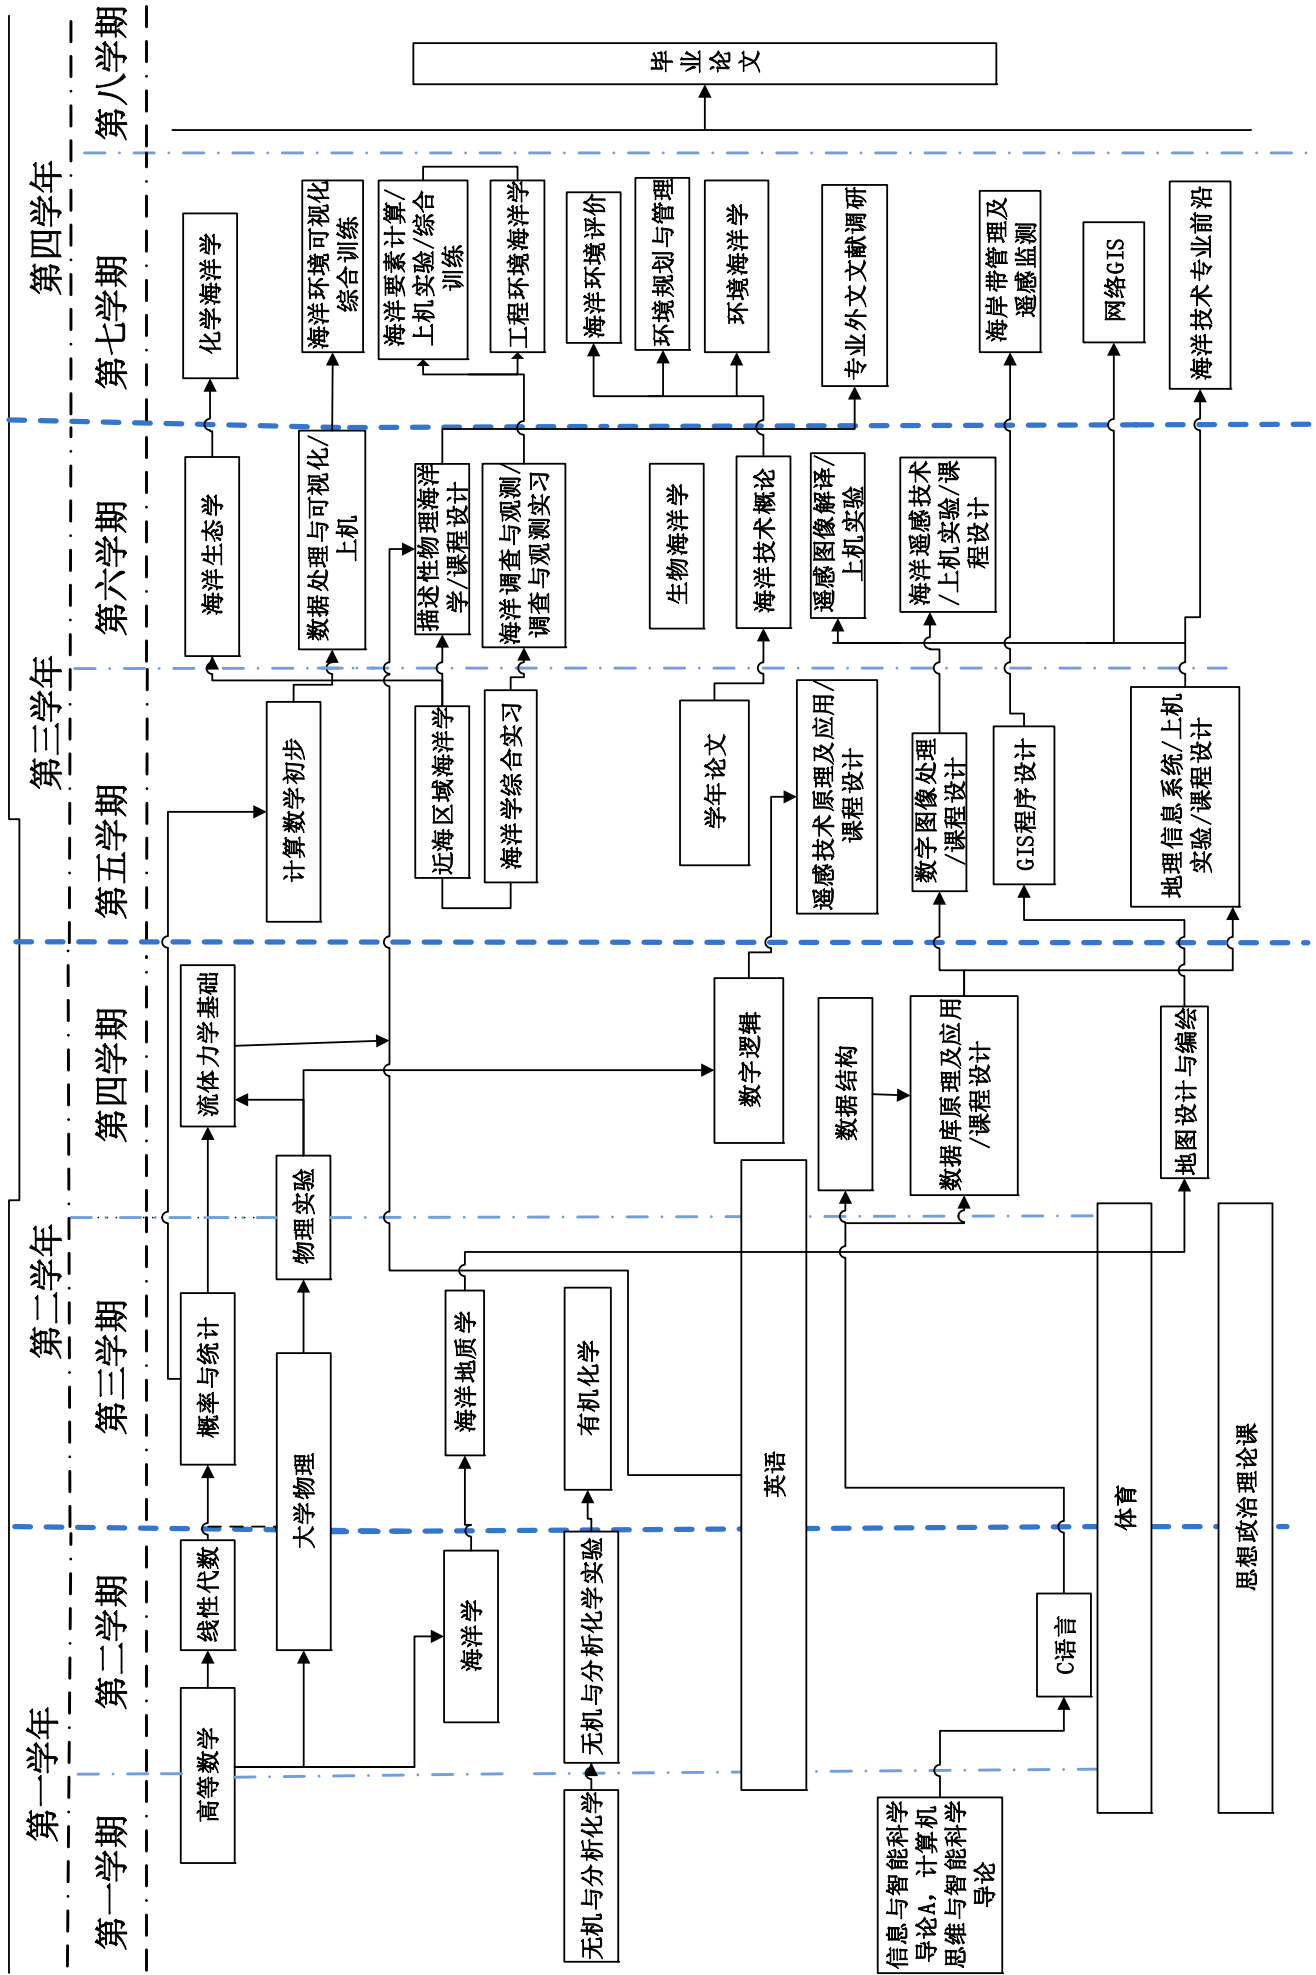 第一学年
第二学年
第三学年
第四学年
第一学期
第二学期
第三学期
第四学期
第五学期
第六学期
第七学期
第八学期
高等数学
线性代数
概率与统计
流体力学基础
海洋生态学
化学海洋学
大学物理
物理实验
计算数学初步
数据处理与可视化/
上机
海洋环境可视化
综合训练
海洋学
海洋地质学
近海区域海洋学
海洋学综合实习
描述性物理海洋
学/课程设计
海洋调查与观测/
调查与观测实习
海洋要素计算/
上机实验/综合
训练
工程环境海洋学
无机与分析化学
无机与分析化学实验
有机化学
生物海洋学
海洋环境评价
环境规划与管理
环境海洋学
毕业论文
英语
数字逻辑
学年论文
海洋技术概论
遥感技术原理及应用/
课程设计
遥感图像解译/
上机实验
专业外文文献调研
信息与智能科学
导论A，计算机
思维与智能科学
导论
C语言
数据结构
数据库原理及应用
/课程设计
数字图像处理
/课程设计
海洋遥感技术
/上机实验/课
程设计
GIS程序设计
海岸带管理及
遥感监测
网络GIS
体育
地图设计与编绘
地理信息系统/上机
实验/课程设计
海洋技术专业前沿
思想政治理论课